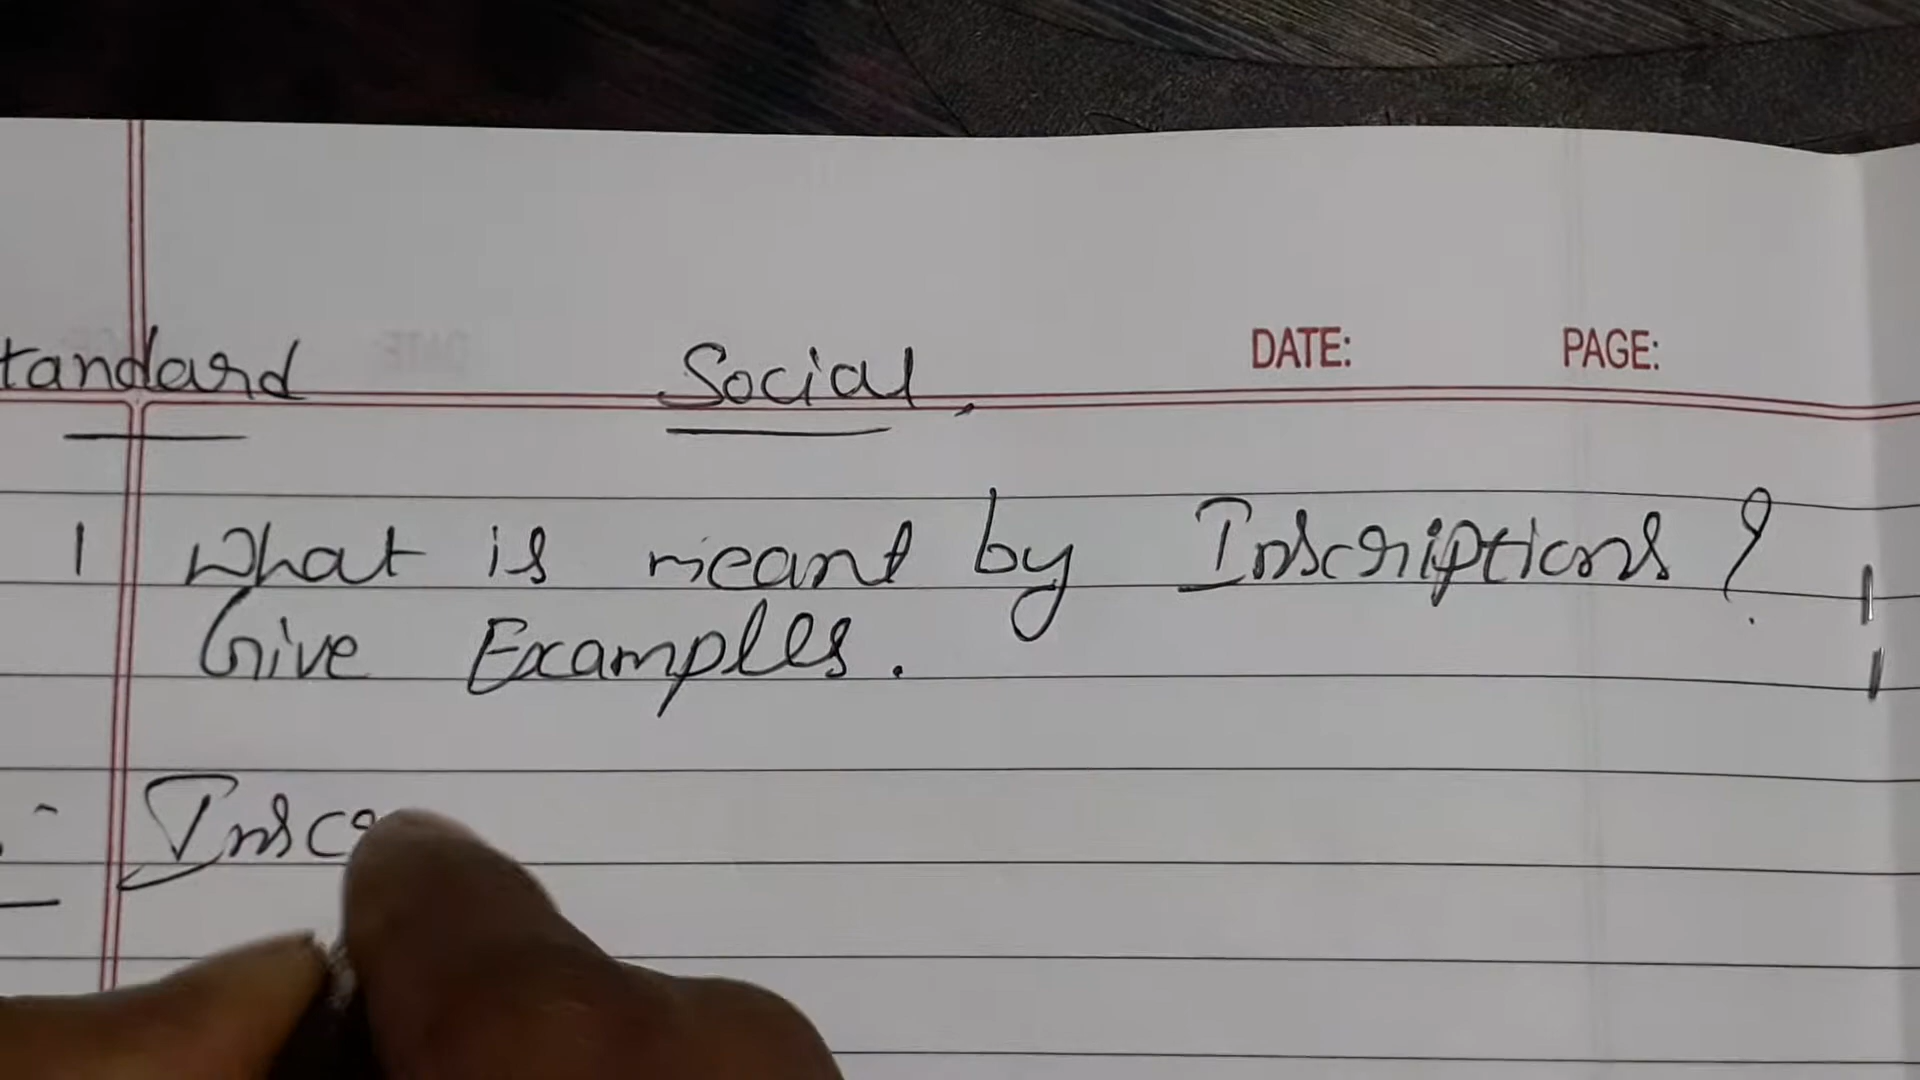 tandard Social, DATE: PAGE:
1 What is meant by Inscriptions?
Give Examples.
Insc